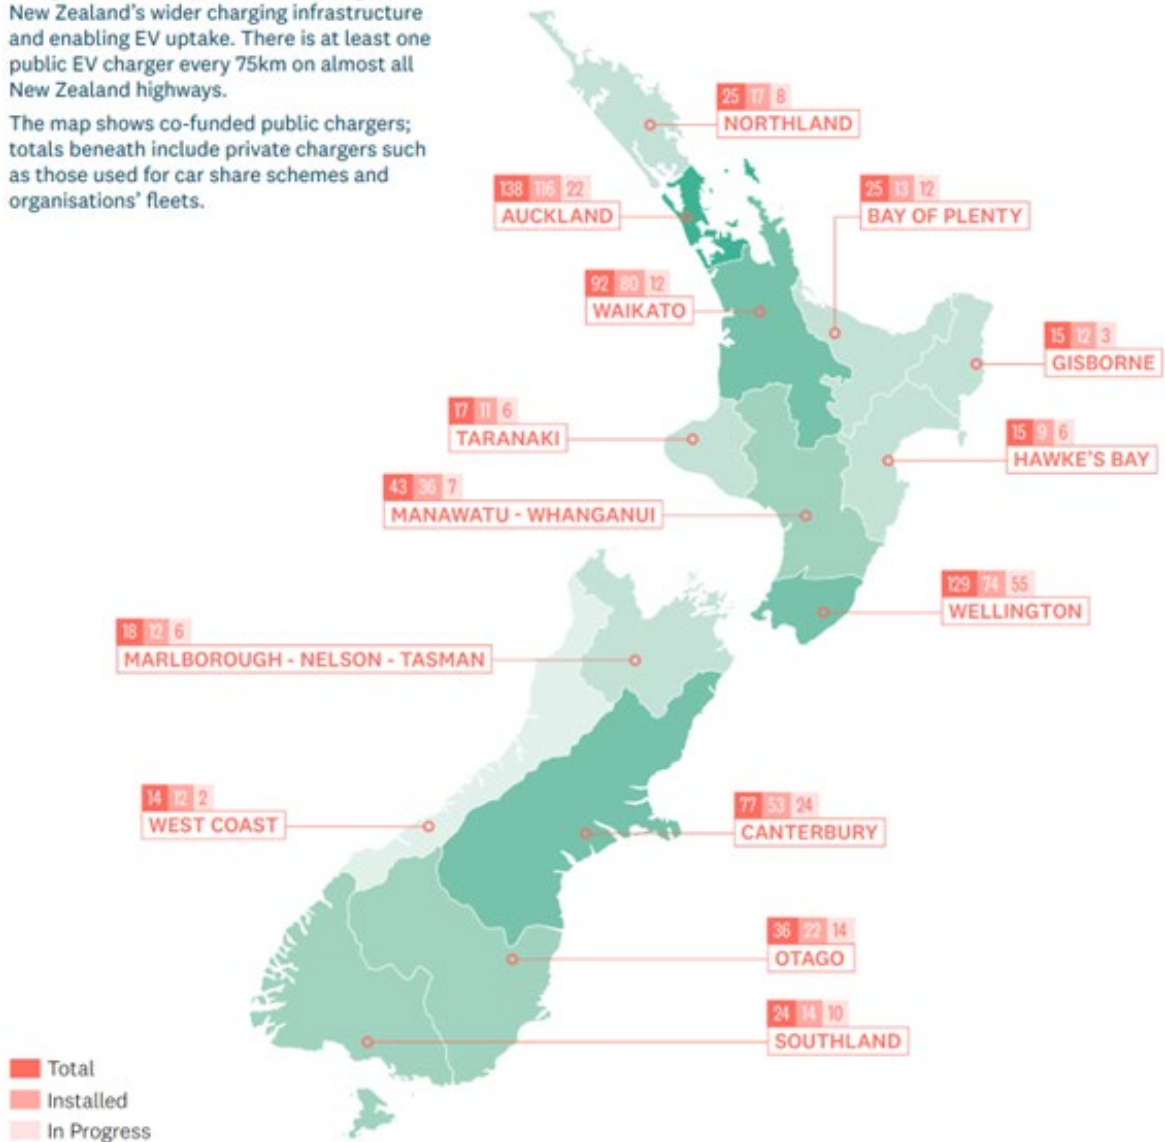 New Zealand's wider charging infrastructure
and enabling EV uptake. There is at least one
public EV charger every 75km on almost all
New Zealand highways.
The map shows co-funded public chargers;
totals beneath include private chargers such
as those used for car share schemes and
organisations' fleets.
25 17 8
NORTHLAND
138 116 22
AUCKLAND
25 13 12
BAY OF PLENTY
92 80 12
WAIKATO
15 12 3
GISBORNE
17 11 6
TARANAKI
15 9 6
HAWKE'S BAY
43 36 7
MANAWATU - WHANGANUI
129 74 55
WELLINGTON
18 12 6
MARLBOROUGH - NELSON - TASMAN
14 12 2
WEST COAST
77 53 24
CANTERBURY
36 22 14
OTAGO
24 14 10
SOUTHLAND
Total
Installed
In Progress